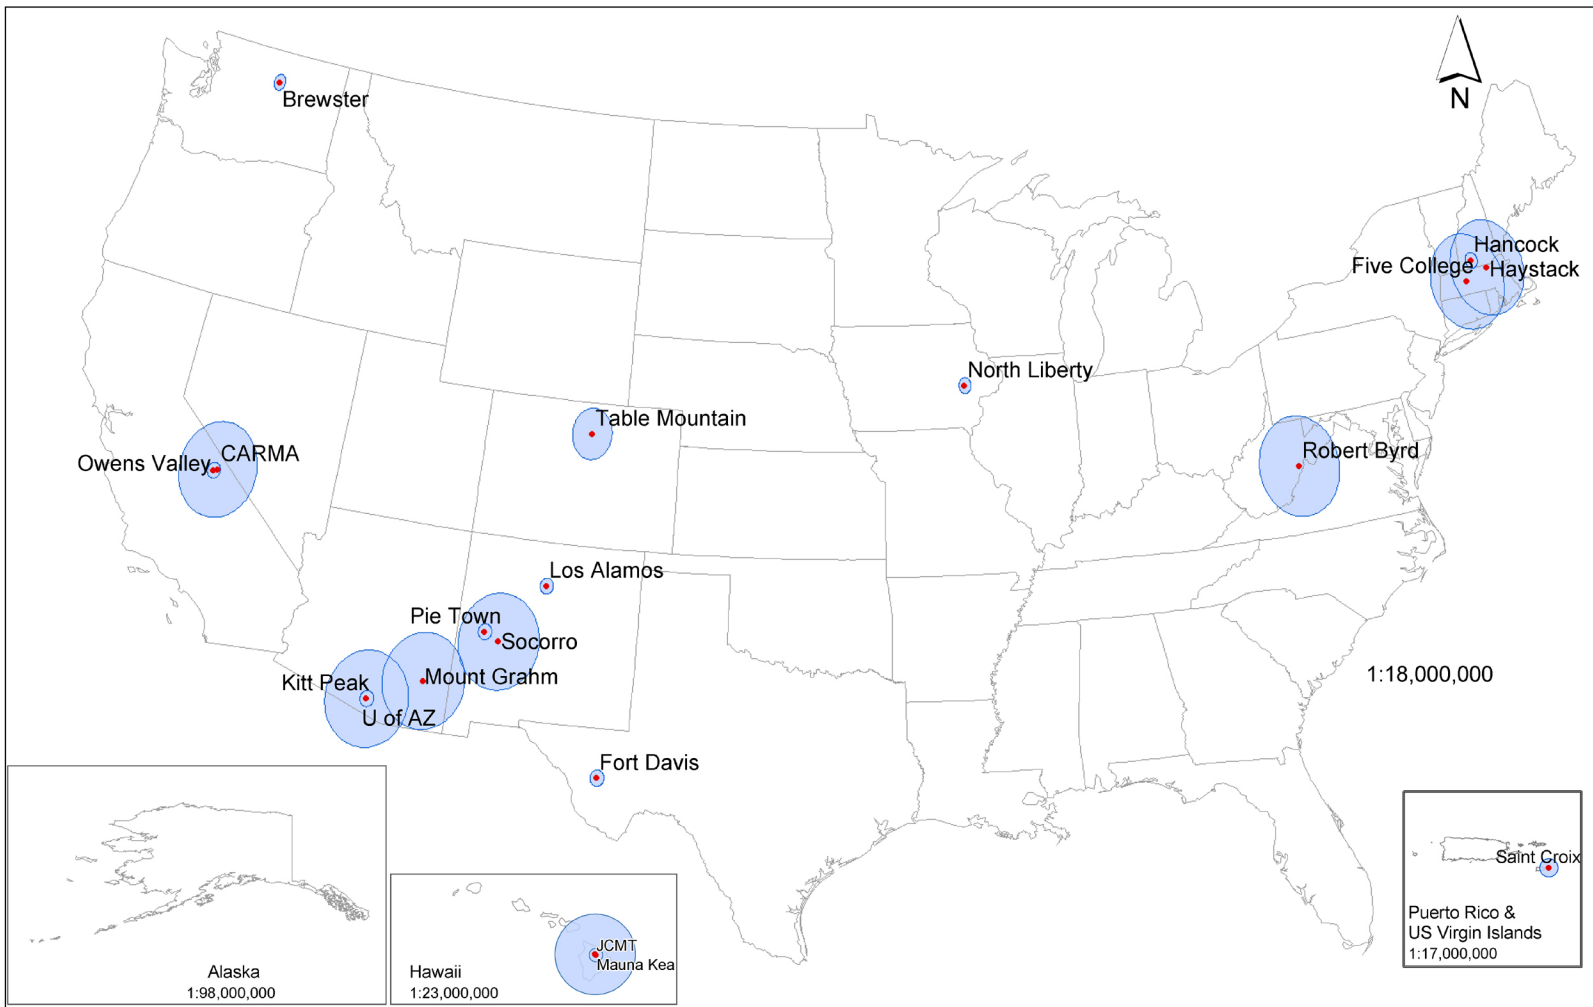 N
Brewster
Hancock
Five College
Haystack
North Liberty
Table Mountain
Robert Byrd
CARMA
Owens Valley
Los Alamos
Pie Town
Socorro
Mount Grahm
Kitt Peak
U of AZ
1:18,000,000
Fort Davis
Saint Croix
Puerto Rico &
US Virgin Islands
1:17,000,000
JCMT
Mauna Kea
Alaska
1:98,000,000
Hawaii
1:23,000,000